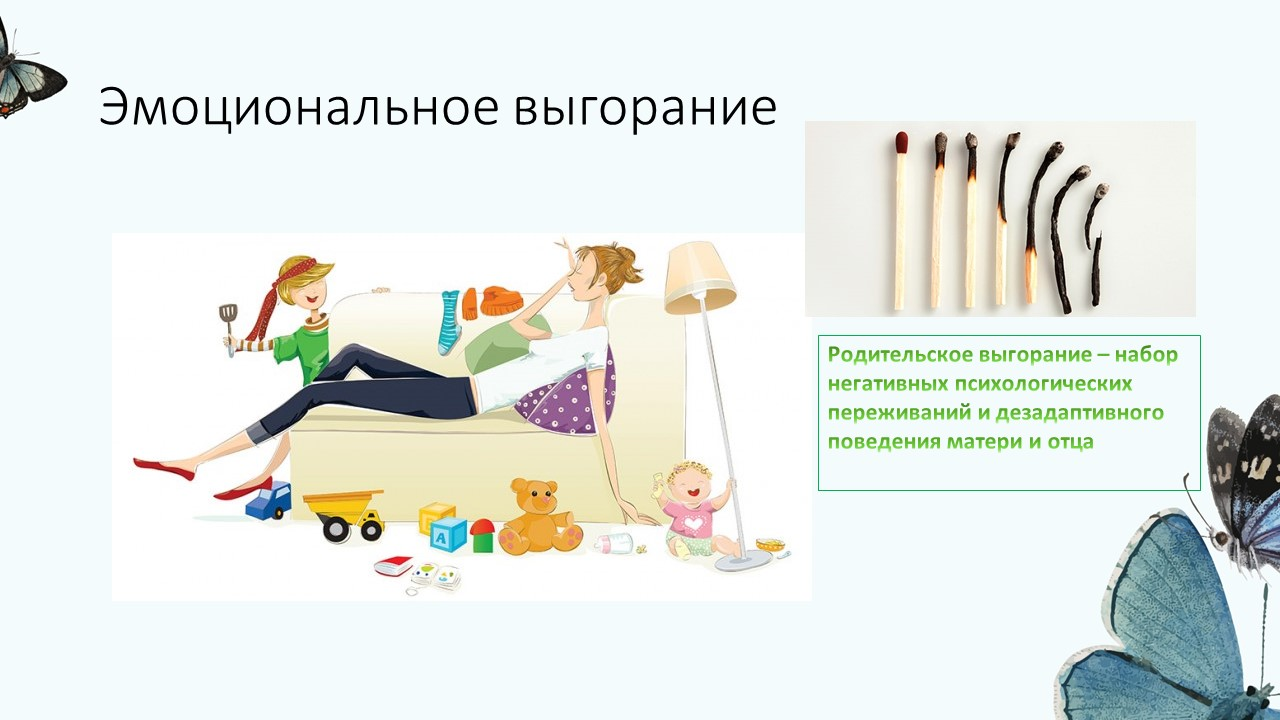 Эмоциональное выгорание
Родительское выгорание – набор
негативных психологических
переживаний и дезадаптивного
поведения матери и отца
A